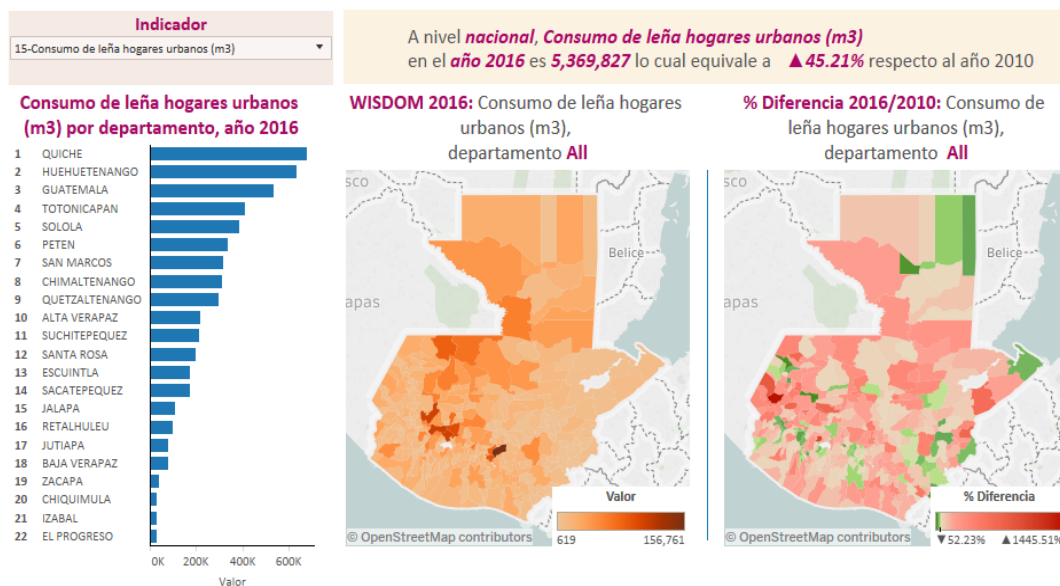 Indicador
15-Consumo de leña hogares urbanos (m3)
A nivel nacional, Consumo de leña hogares urbanos (m3)
en el año 2016 es 5,369,827 lo cual equivale a ▲45.21% respecto al año 2010
Consumo de leña hogares urbanos
(m3) por departamento, año 2016
1 QUICHE
2 HUEHUETENANGO
3 GUATEMALA
4 TOTONICAPAN
5 SOLOLA
6 PETEN
7 SAN MARCOS
8 CHIMALTENANGO
9 QUETZALTENANGO
10 ALTA VERAPAZ
11 SUCHITEPEQUEZ
12 SANTA ROSA
13 ESCUINTLA
14 SACATEPEQUEZ
15 JALAPA
16 RETALHULEU
17 JUTIAPA
18 BAJA VERAPAZ
19 ZACAPA
20 CHIQUIMULA
21 IZABAL
22 EL PROGRESO
0K 200K 400K 600K
Valor
WISDOM 2016: Consumo de leña hogares
urbanos (m3),
departamento All
sco
Belice
apas
Valor
619 156,761
© OpenStreetMap contributors
% Diferencia 2016/2010: Consumo de
leña hogares urbanos (m3),
departamento All
xico
Belice
apas
% Diferencia
▼52.23% ▲1445.51%
© OpenStreetMap contributors